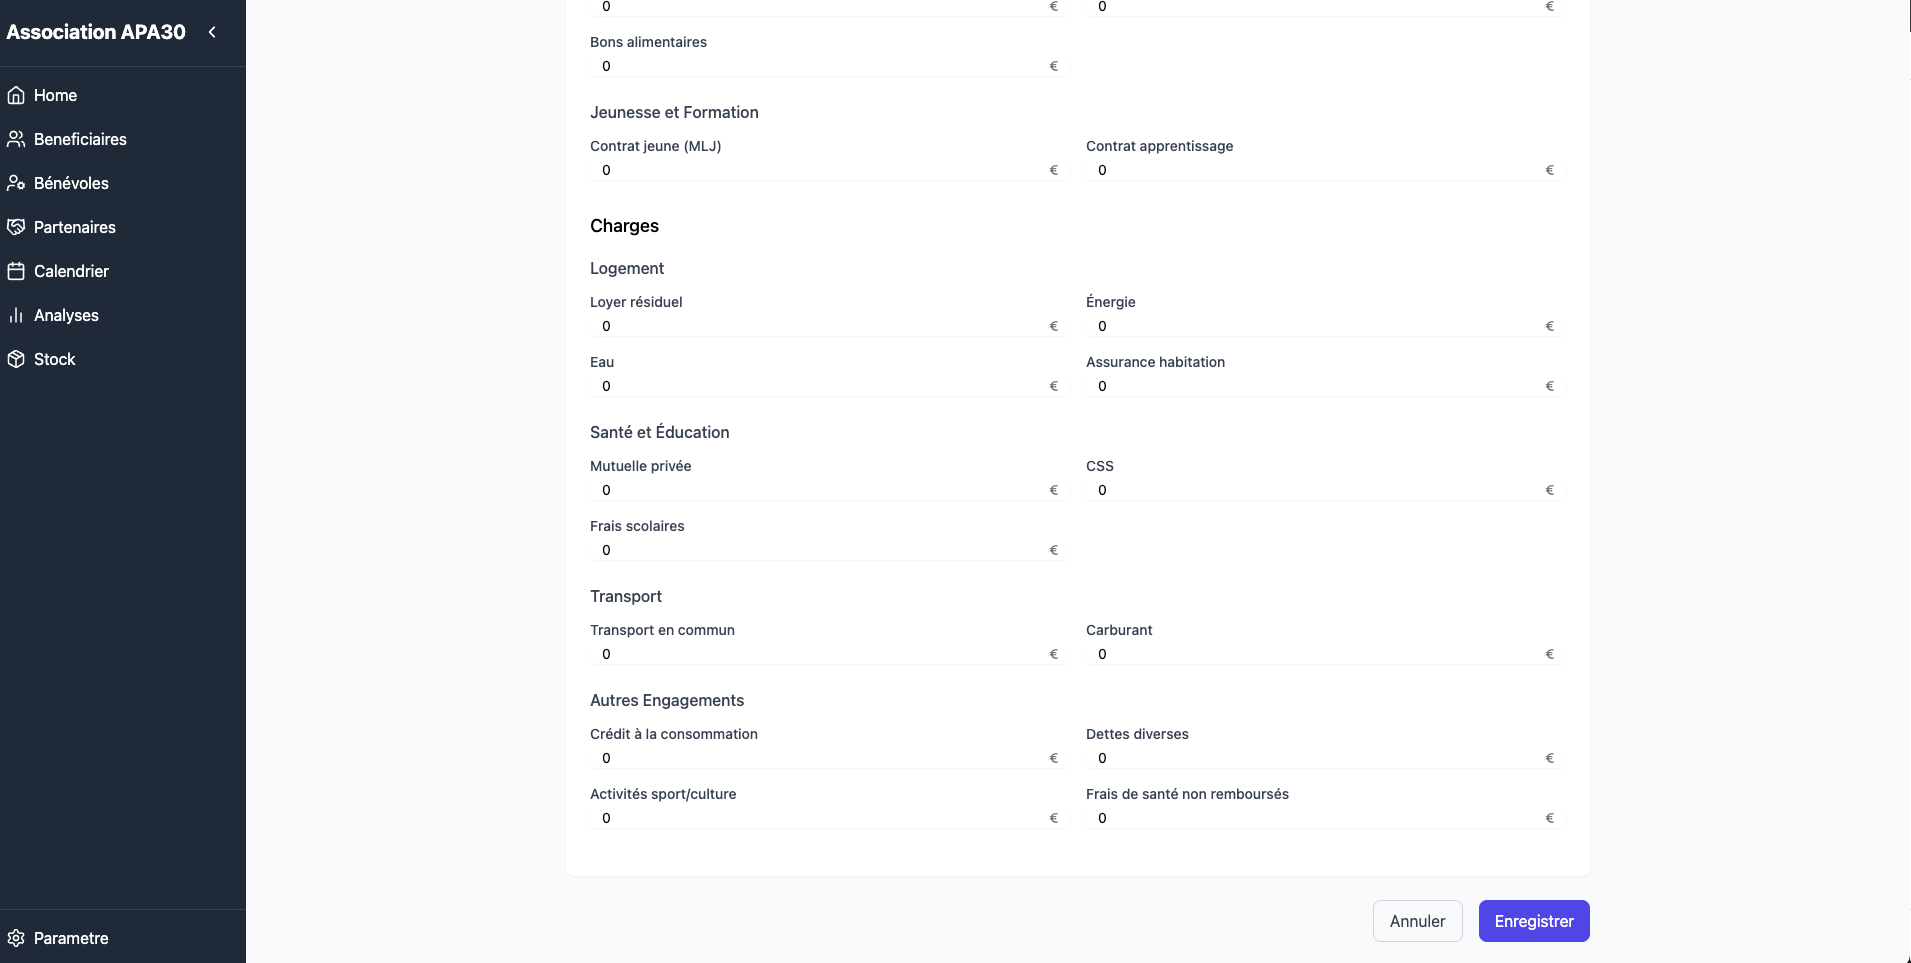 Association APA30
Home
Beneficiaires
Bénévoles
Partenaires
Calendrier
Analyses
Stock
Parametre
0 € 0 €
Bons alimentaires
0 €
Jeunesse et Formation
Contrat jeune (MLJ) Contrat apprentissage
0 € 0 €
Charges
Logement
Loyer résiduel Énergie
0 € 0 €
Eau Assurance habitation
0 € 0 €
Santé et Éducation
Mutuelle privée CSS
0 € 0 €
Frais scolaires
0 €
Transport
Transport en commun Carburant
0 € 0 €
Autres Engagements
Crédit à la consommation Dettes diverses
0 € 0 €
Activités sport/culture Frais de santé non remboursés
0 € 0 €
Annuler Enregistrer